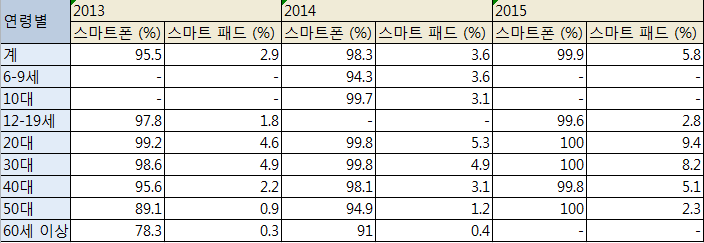 연령별 2013 2014 2015
스마트폰 (%) 스마트 패드 (%) 스마트폰 (%) 스마트 패드 (%) 스마트폰 (%) 스마트 패드 (%)
계 95.5 2.9 98.3 3.6 99.9 5.8
6-9세 - - 94.3 3.6 - -
10대 - - 99.7 3.1 - -
12-19세 97.8 1.8 - - 99.6 2.8
20대 99.2 4.6 99.8 5.3 100 9.4
30대 98.6 4.9 99.8 4.9 100 8.2
40대 95.6 2.2 98.1 3.1 99.8 5.1
50대 89.1 0.9 94.9 1.2 100 2.3
60세 이상 78.3 0.3 91 0.4 - -